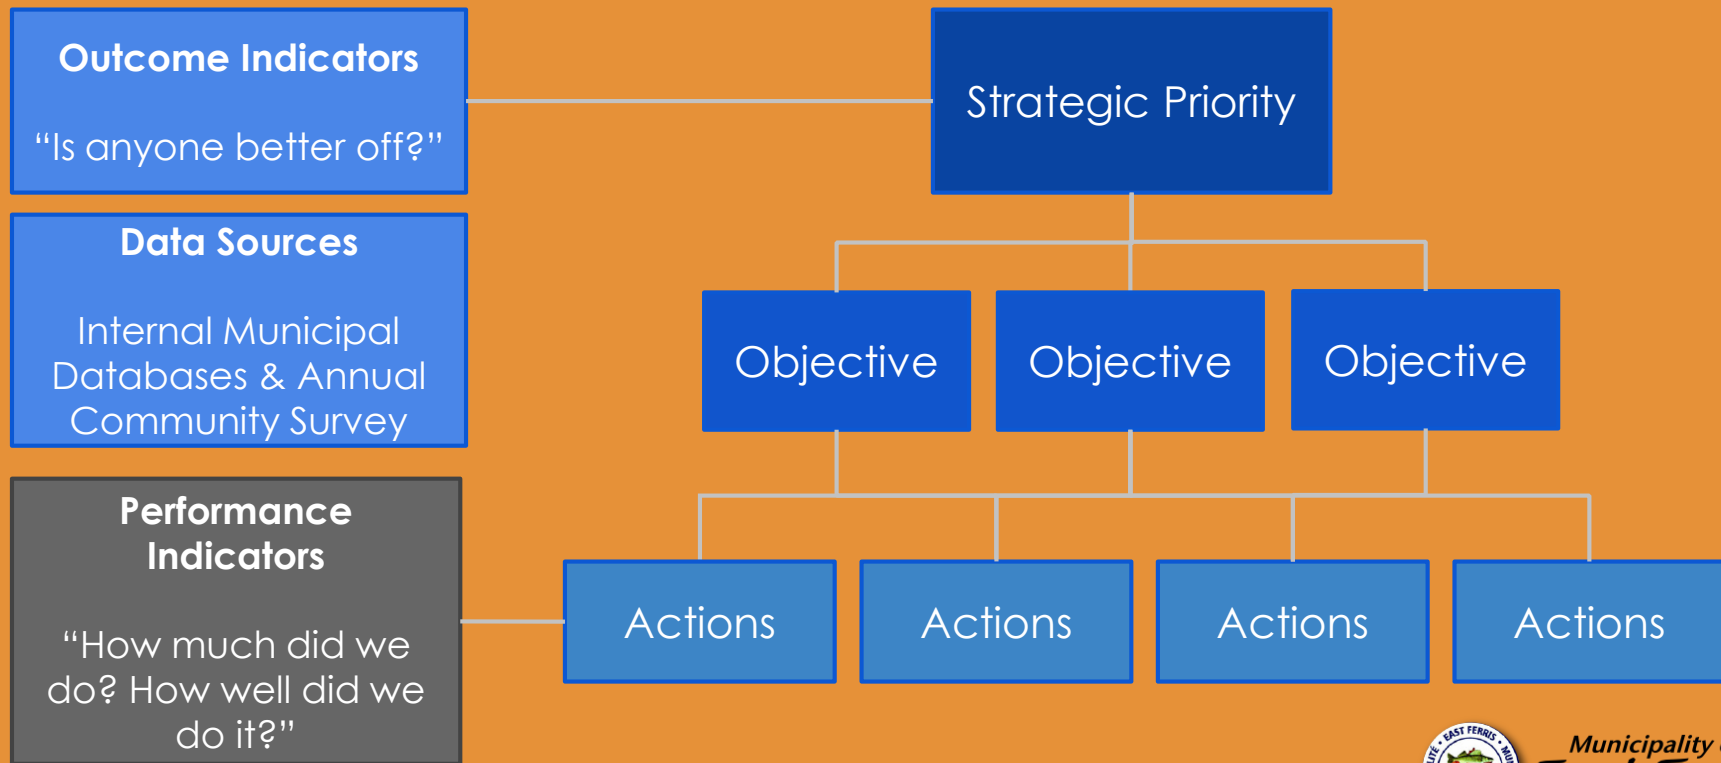 Outcome Indicators
“Is anyone better off?”
Strategic Priority
Data Sources
Internal Municipal
Databases & Annual
Community Survey
Objective
Objective
Objective
Performance
Indicators
“How much did we
do? How well did we
do it?”
Actions
Actions
Actions
Actions
EAST FERRIS
Municipality